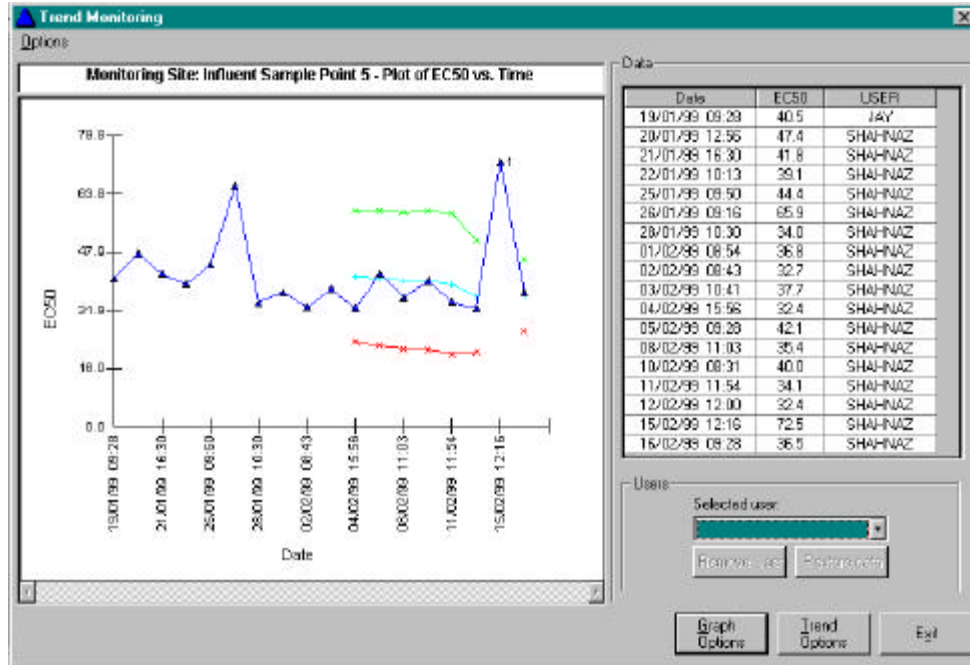 Trend Monitoring
Options
Monitoring Site: Influent Sample Point 5 - Plot of EC50 vs. Time
79.8
63.8
47.9
31.9
16.0
0.0
EC50
19/01/99 09:28
21/01/99 16:30
25/01/99 09:50
28/01/99 10:30
02/02/99 08:43
04/02/99 15:56
08/02/99 11:03
11/02/99 11:54
15/02/99 12:16
Date
Data
Date EC50 USER
19/01/99 09:28 40.5 JAY
20/01/99 12:56 47.4 SHAHNAZ
21/01/99 16:30 41.8 SHAHNAZ
22/01/99 10:13 39.1 SHAHNAZ
25/01/99 09:50 44.4 SHAHNAZ
26/01/99 09:16 65.9 SHAHNAZ
28/01/99 10:30 34.0 SHAHNAZ
01/02/99 08:54 36.8 SHAHNAZ
02/02/99 08:43 32.7 SHAHNAZ
03/02/99 10:41 37.7 SHAHNAZ
04/02/99 15:56 32.4 SHAHNAZ
05/02/99 09:28 42.1 SHAHNAZ
08/02/99 11:03 35.4 SHAHNAZ
10/02/99 08:31 40.0 SHAHNAZ
11/02/99 11:54 34.1 SHAHNAZ
12/02/99 12:00 32.4 SHAHNAZ
15/02/99 12:16 72.5 SHAHNAZ
16/02/99 09:28 36.5 SHAHNAZ
Users
Selected user:
Graph Options
Trend Options
Exit